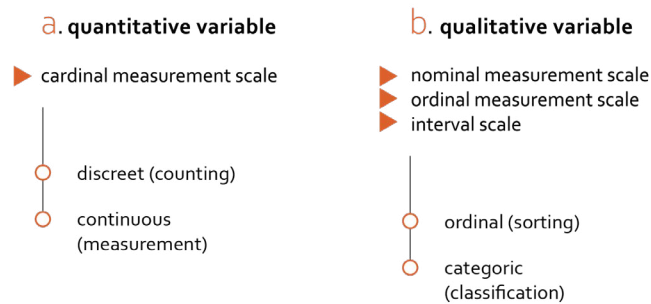 a. quantitative variable
cardinal measurement scale
discreet (counting)
continuous
(measurement)
b. qualitative variable
nominal measurement scale
ordinal measurement scale
interval scale
ordinal (sorting)
categoric
(classification)